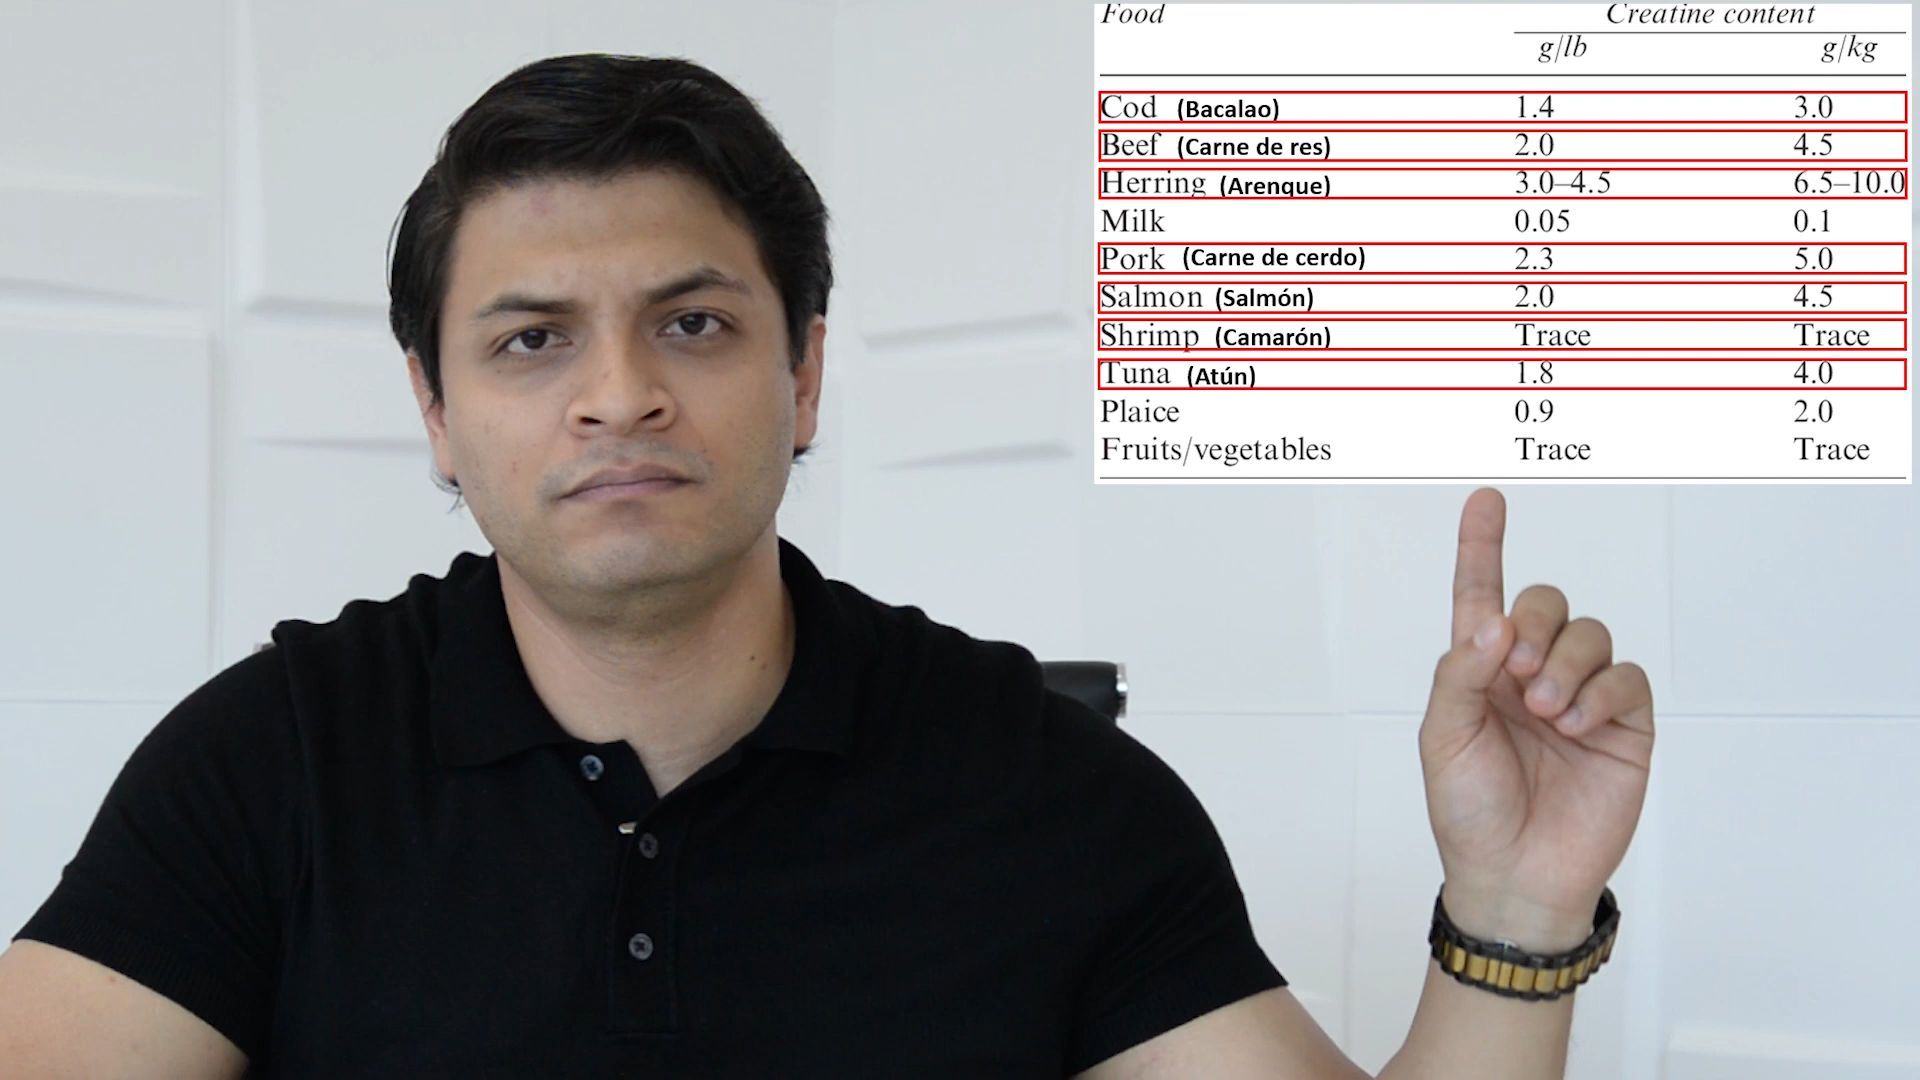 Food Creatine content
g/lb g/kg
Cod (Bacalao) 1.4 3.0
Beef (Carne de res) 2.0 4.5
Herring (Arenque) 3.0–4.5 6.5–10.0
Milk 0.05 0.1
Pork (Carne de cerdo) 2.3 5.0
Salmon (Salmón) 2.0 4.5
Shrimp (Camarón) Trace Trace
Tuna (Atún) 1.8 4.0
Plaice 0.9 2.0
Fruits/vegetables Trace Trace